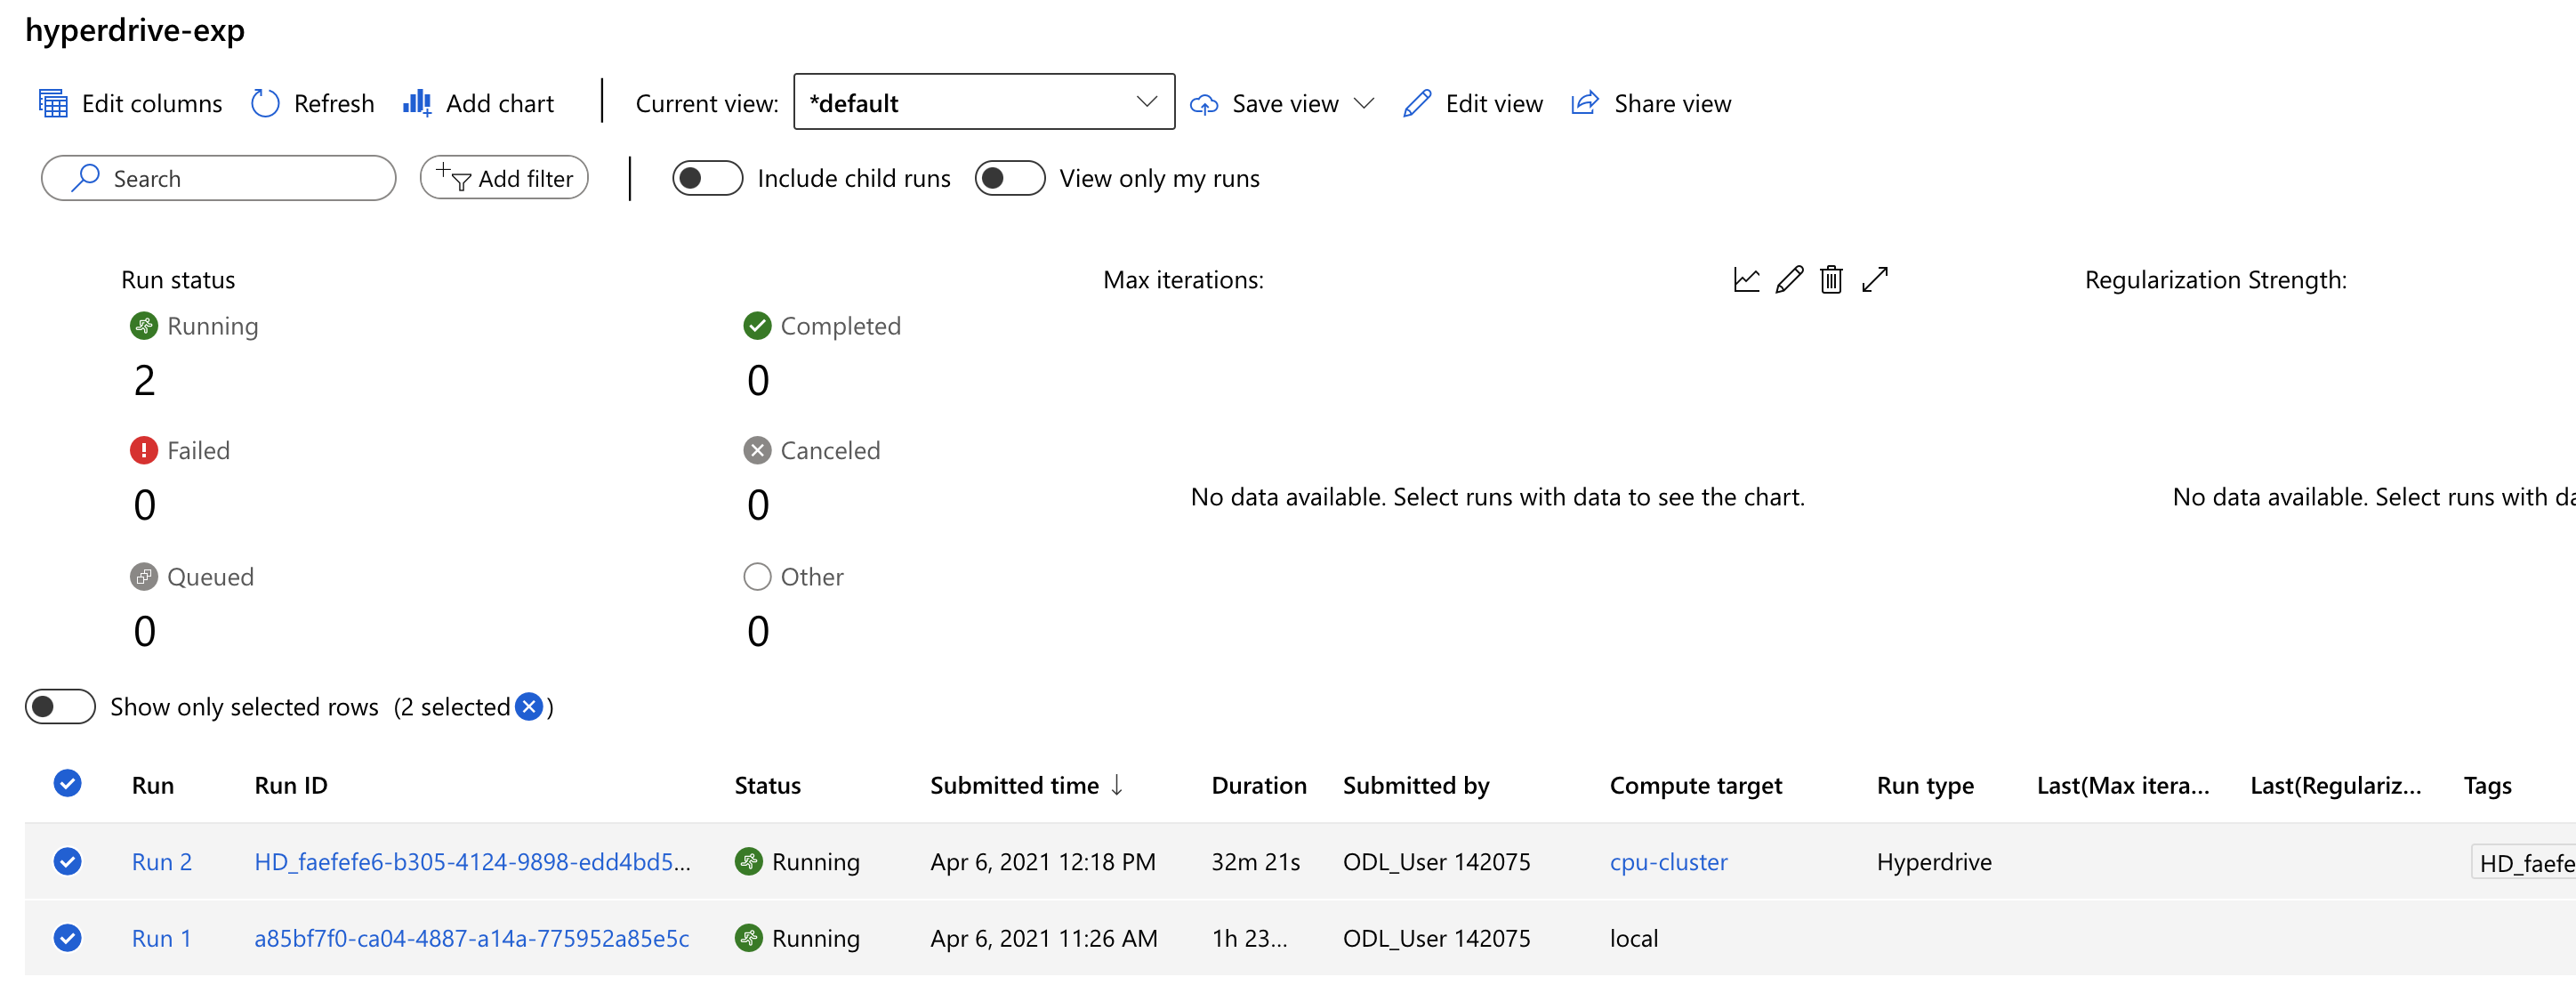 hyperdrive-exp
Edit columns Refresh Add chart Current view: *default Save view Edit view Share view
Search Add filter Include child runs View only my runs
Run status Max iterations: Regularization Strength:
Running Completed
2 0
Failed Canceled
0 0
No data available. Select runs with data to see the chart. No data available. Select runs with da
Queued Other
0 0
Show only selected rows (2 selected )
Run Run ID Status Submitted time ↓ Duration Submitted by Compute target Run type Last(Max itera... Last(Regulariz... Tags
Run 2 HD_faefefe6-b305-4124-9898-edd4bd5... Running Apr 6, 2021 12:18 PM 32m 21s ODL_User 142075 cpu-cluster Hyperdrive HD_faefe
Run 1 a85bf7f0-ca04-4887-a14a-775952a85e5c Running Apr 6, 2021 11:26 AM 1h 23... ODL_User 142075 local